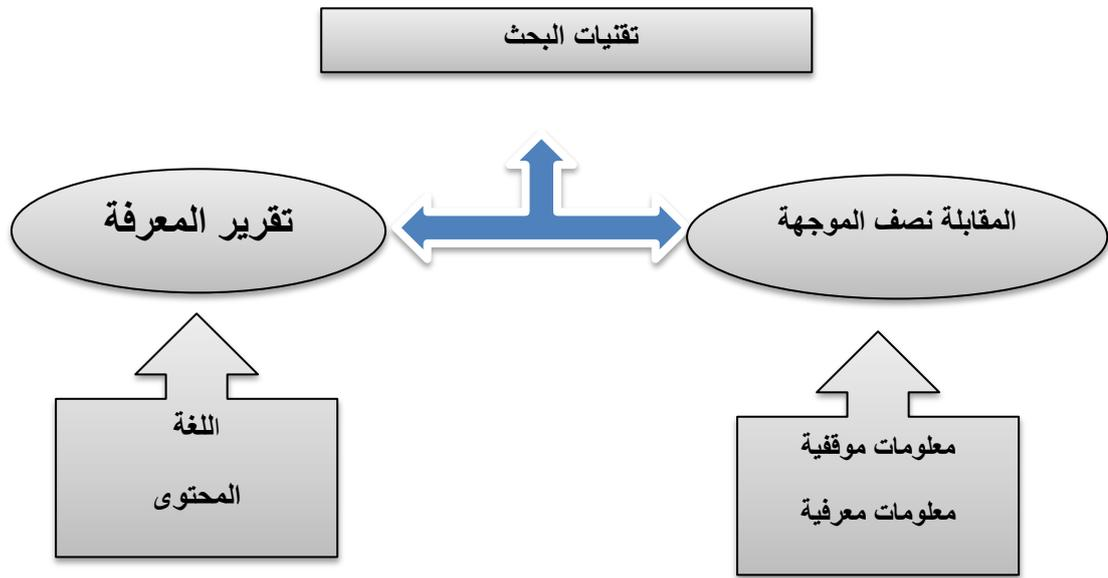 تقنيات البحث
المقابلة نصف الموجهة
تقرير المعرفة
معلومات موقفية
معلومات معرفية
اللغة
المحتوى